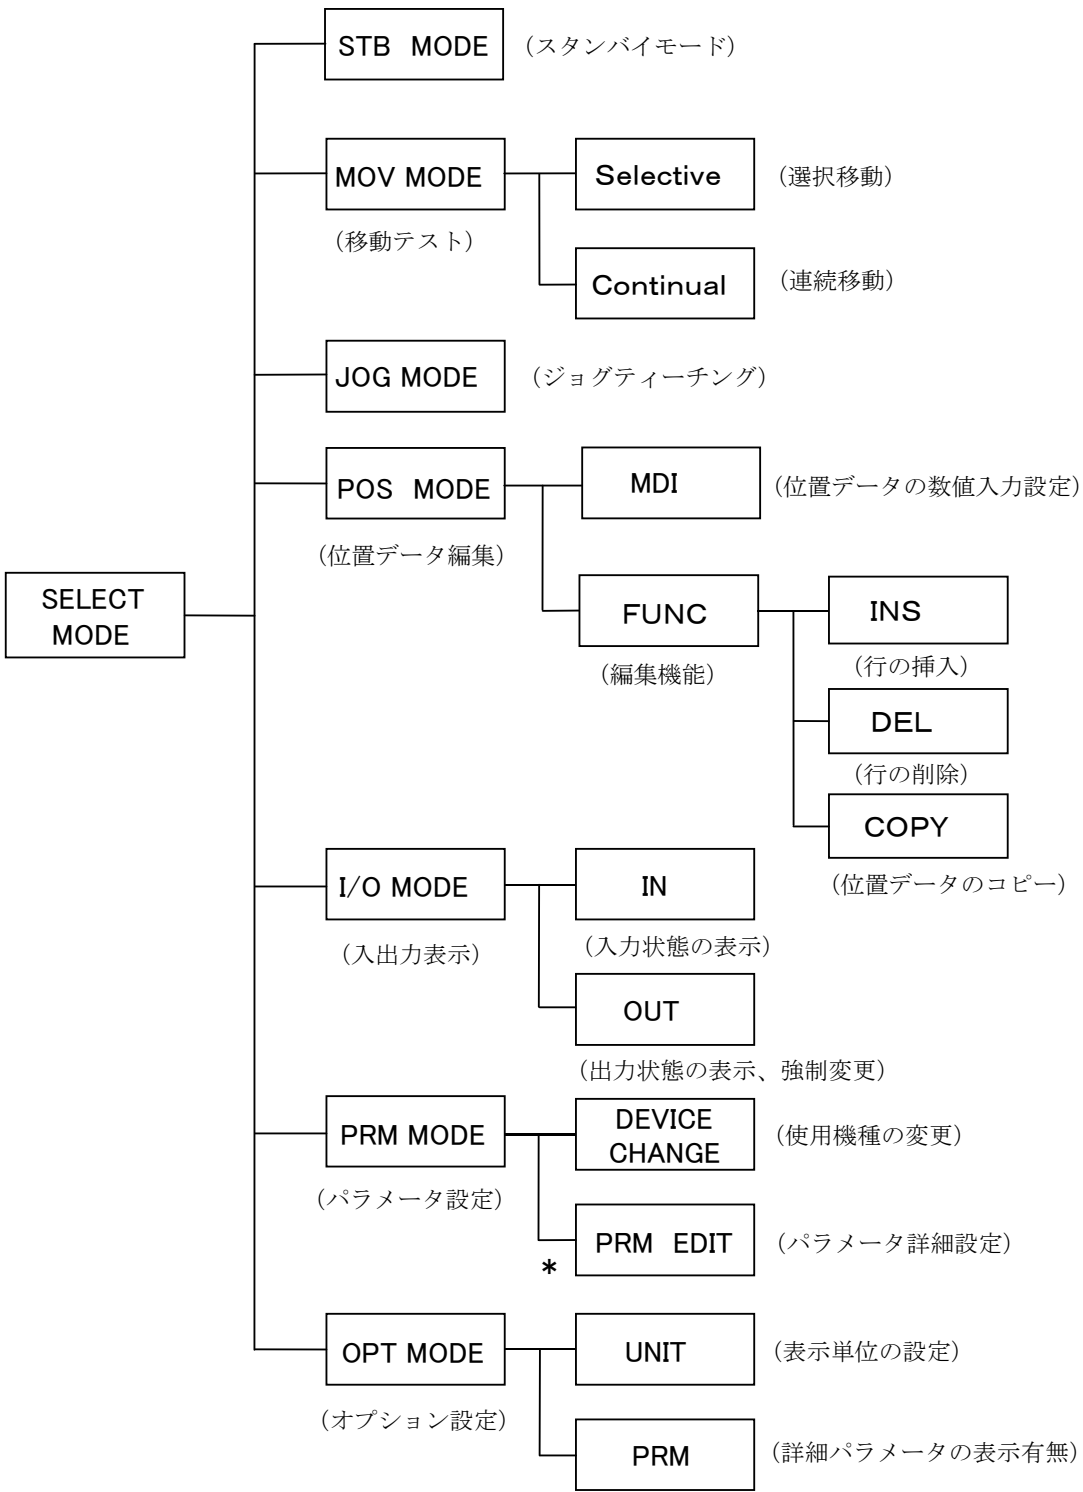 STB MODE (スタンバイモード)
MOV MODE
(移動テスト)
Selective (選択移動)
Continual (連続移動)
JOG MODE (ジョグティーチング)
POS MODE
(位置データ編集)
MDI (位置データの数値入力設定)
SELECT
MODE
FUNC
(編集機能)
INS
(行の挿入)
DEL
(行の削除)
COPY
(位置データのコピー)
I/O MODE
(入出力表示)
IN
(入力状態の表示)
OUT
(出力状態の表示、強制変更)
PRM MODE
(パラメータ設定)
DEVICE
CHANGE
(使用機種の変更)
PRM EDIT (パラメータ詳細設定)
*
OPT MODE
(オプション設定)
UNIT (表示単位の設定)
PRM (詳細パラメータの表示有無)